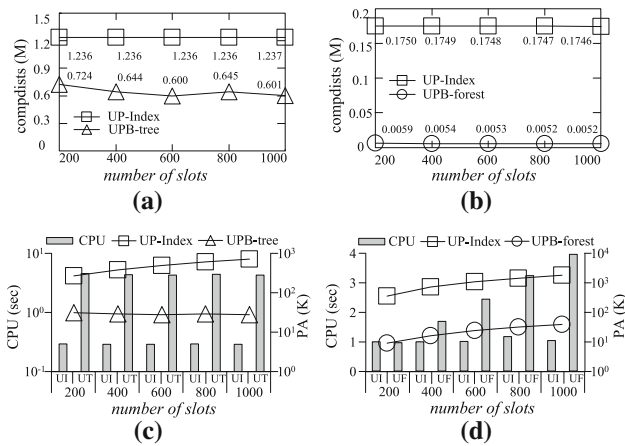 compdists (M)
1.5
1.2
0.9
0.6
0.3
0
1.236 1.236 1.236 1.236 1.237
0.724 0.644 0.600 0.645 0.601
UP-Index
UPB-tree
200 400 600 800 1000
number of slots
(a)
compdists (M)
0.2
0.15
0.1
0.05
0
0.1750 0.1749 0.1748 0.1747 0.1746
UP-Index
UPB-forest
0.0059 0.0054 0.0053 0.0052 0.0052
200 400 600 800 1000
number of slots
(b)
CPU UP-Index UPB-tree
CPU (sec)
10¹
10⁰
10⁻¹
PA (K)
10³
10²
10¹
10⁰
UI UT UI UT UI UT UI UT UI UT
200 400 600 800 1000
number of slots
(c)
CPU UP-Index UPB-forest
CPU (sec)
4
3
2
1
0
PA (K)
10⁴
10³
10²
10¹
10⁰
UI UF UI UF UI UF UI UF UI UF
200 400 600 800 1000
number of slots
(d)